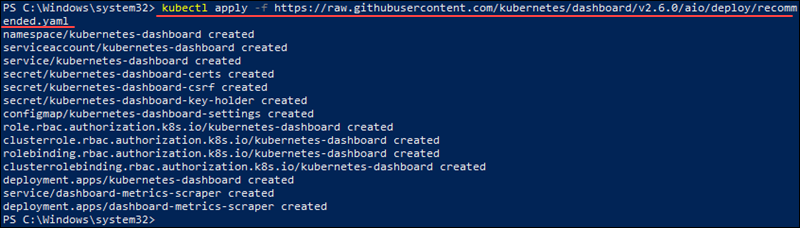 PS C:\Windows\system32> kubectl apply -f https://raw.githubusercontent.com/kubernetes/dashboard/v2.6.0/aio/deploy/recomm
ended.yaml
namespace/kubernetes-dashboard created
serviceaccount/kubernetes-dashboard created
service/kubernetes-dashboard created
secret/kubernetes-dashboard-certs created
secret/kubernetes-dashboard-csrf created
secret/kubernetes-dashboard-key-holder created
configmap/kubernetes-dashboard-settings created
role.rbac.authorization.k8s.io/kubernetes-dashboard created
clusterrole.rbac.authorization.k8s.io/kubernetes-dashboard created
rolebinding.rbac.authorization.k8s.io/kubernetes-dashboard created
clusterrolebinding.rbac.authorization.k8s.io/kubernetes-dashboard created
deployment.apps/kubernetes-dashboard created
service/dashboard-metrics-scraper created
deployment.apps/dashboard-metrics-scraper created
PS C:\Windows\system32>